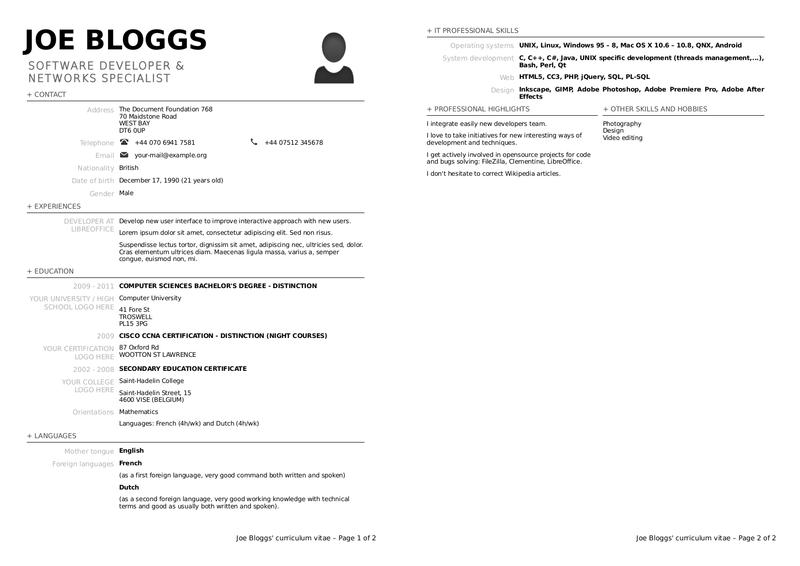 JOE BLOGGS
SOFTWARE DEVELOPER &
NETWORKS SPECIALIST
+ CONTACT
Address The Document Foundation 768
70 Maidstone Road
WEST BAY
DT6 0UP
Telephone +44 070 6941 7581 +44 07512 345678
Email your-mail@example.org
Nationality British
Date of birth December 17, 1990 (21 years old)
Gender Male
+ EXPERIENCES
DEVELOPER AT Develop new user interface to improve interactive approach with new users.
LIBREOFFICE
Lorem ipsum dolor sit amet, consectetur adipiscing elit. Sed non risus.
Suspendisse lectus tortor, dignissim sit amet, adipiscing nec, ultricies sed, dolor.
Cras elementum ultrices diam. Maecenas ligula massa, varius a, semper
congue, euismod non, mi.
+ EDUCATION
2009 - 2011 COMPUTER SCIENCES BACHELOR'S DEGREE - DISTINCTION
YOUR UNIVERSITY / HIGH Computer University
SCHOOL LOGO HERE
41 Fore St
TROSWELL
PL15 3PG
2009 CISCO CCNA CERTIFICATION - DISTINCTION (NIGHT COURSES)
YOUR CERTIFICATION 87 Oxford Rd
LOGO HERE WOOTTON ST LAWRENCE
2002 - 2008 SECONDARY EDUCATION CERTIFICATE
YOUR COLLEGE Saint-Hadelin College
LOGO HERE
Saint-Hadelin Street, 15
4600 VISE (BELGIUM)
Orientations Mathematics
Languages: French (4h/wk) and Dutch (4h/wk)
+ LANGUAGES
Mother tongue English
Foreign languages French
(as a first foreign language, very good command both written and spoken)
Dutch
(as a second foreign language, very good working knowledge with technical
terms and good as usually both written and spoken).
Joe Bloggs' curriculum vitae – Page 1 of 2
+ IT PROFESSIONAL SKILLS
Operating systems UNIX, Linux, Windows 95 – 8, Mac OS X 10.6 – 10.8, QNX, Android
System development C, C++, C#, Java, UNIX specific development (threads management,...),
Bash, Perl, Qt
Web HTML5, CC3, PHP, jQuery, SQL, PL-SQL
Design Inkscape, GIMP, Adobe Photoshop, Adobe Premiere Pro, Adobe After
Effects
+ PROFESSIONAL HIGHLIGHTS
I integrate easily new developers team.
I love to take initiatives for new interesting ways of
development and techniques.
I get actively involved in opensource projects for code
and bugs solving: FileZilla, Clementine, LibreOffice.
I don't hesitate to correct Wikipedia articles.
+ OTHER SKILLS AND HOBBIES
Photography
Design
Video editing
Joe Bloggs' curriculum vitae – Page 2 of 2